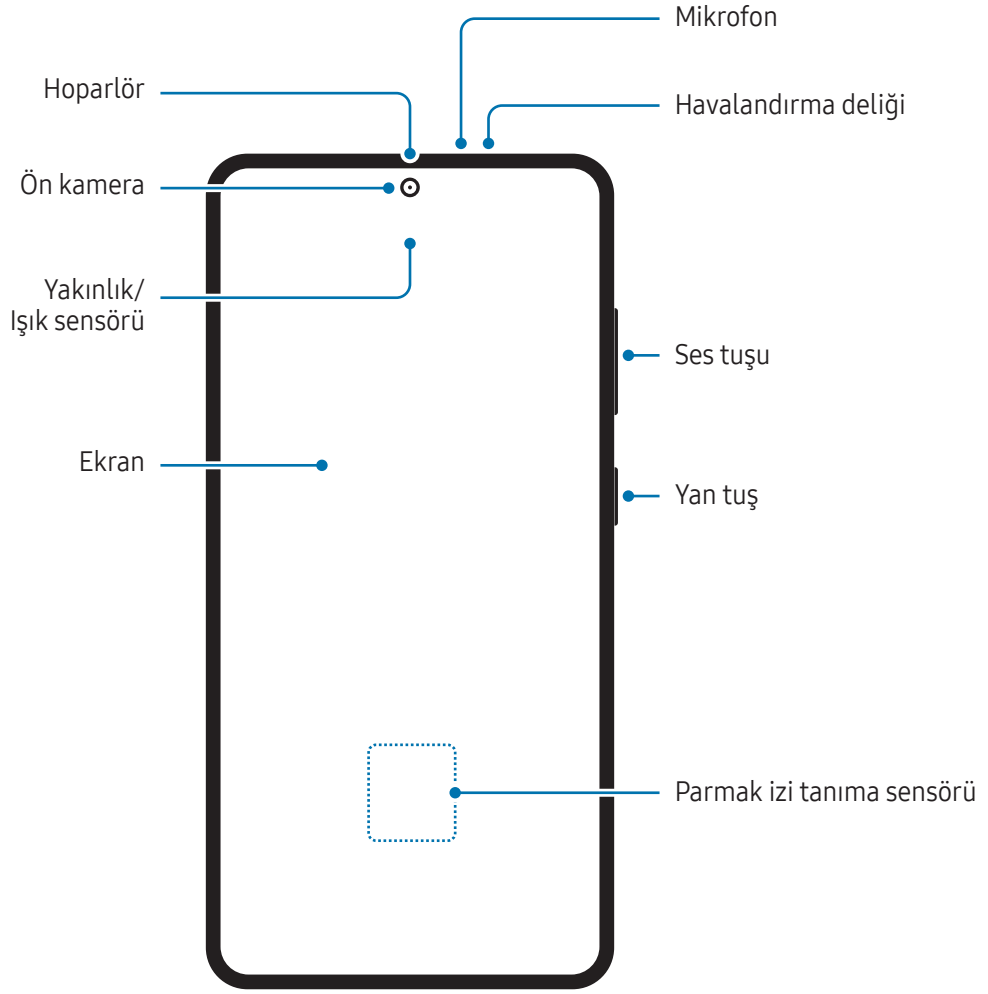 Mikrofon
Hoparlör
Havalandırma deliği
Ön kamera
Yakınlık/
Işık sensörü
Ses tuşu
Ekran
Yan tuş
Parmak izi tanıma sensörü